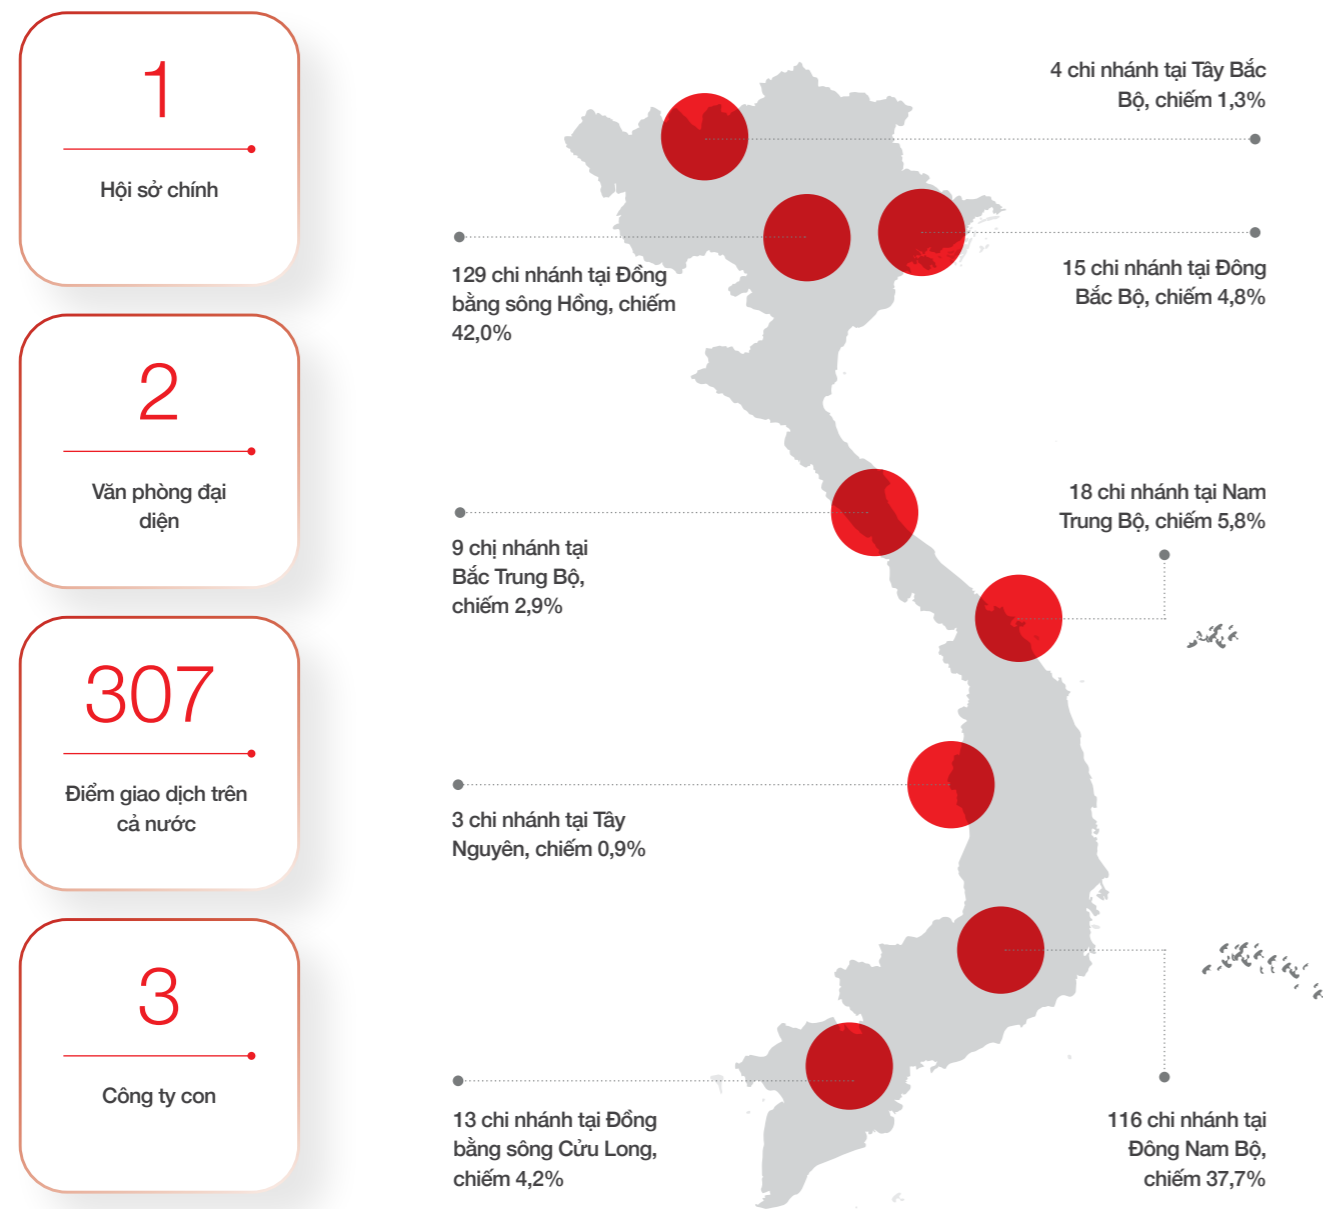 1
Hội sở chính
2
Văn phòng đại
diện
307
Điểm giao dịch trên
cả nước
3
Công ty con
4 chi nhánh tại Tây Bắc
Bộ, chiếm 1,3%
129 chi nhánh tại Đồng
bằng sông Hồng, chiếm
42,0%
15 chi nhánh tại Đông
Bắc Bộ, chiếm 4,8%
9 chị nhánh tại
Bắc Trung Bộ,
chiếm 2,9%
18 chi nhánh tại Nam
Trung Bộ, chiếm 5,8%
3 chi nhánh tại Tây
Nguyên, chiếm 0,9%
13 chi nhánh tại Đồng
bằng sông Cửu Long,
chiếm 4,2%
116 chi nhánh tại
Đông Nam Bộ,
chiếm 37,7%